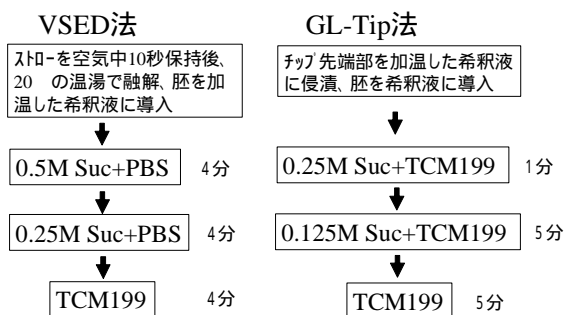 VSED法
ストローを空気中10秒保持後、
20　の温湯で融解、胚を加
温した希釈液に導入
0.5M Suc+PBS 4分
0.25M Suc+PBS 4分
TCM199 4分
GL-Tip法
チップ先端部を加温した希釈液
に侵漬、胚を希釈液に導入
0.25M Suc+TCM199 1分
0.125M Suc+TCM199 5分
TCM199 5分